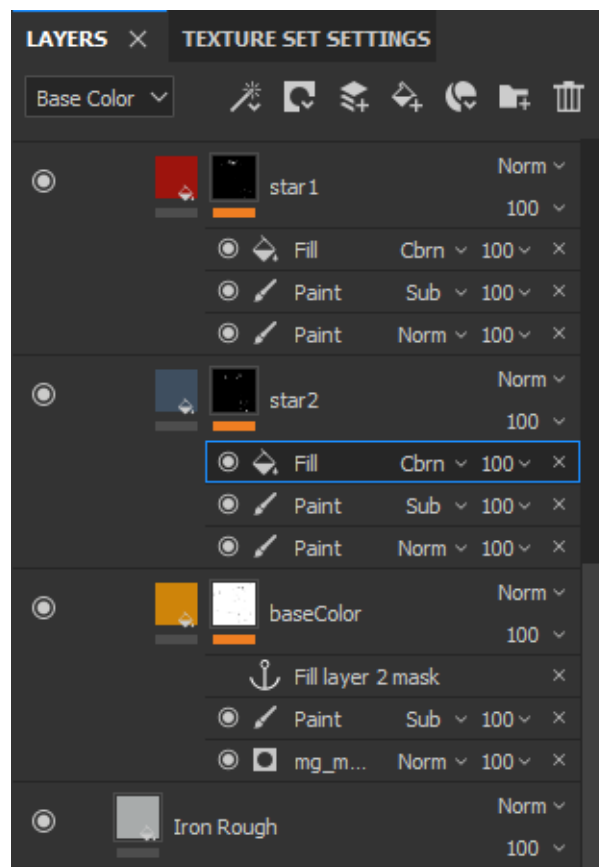 LAYERS × TEXTURE SET SETTINGS
Base Color
Norm
star1
100
Fill Cbrn 100 ×
Paint Sub 100 ×
Paint Norm 100 ×
Norm
star2
100
Fill Cbrn 100 ×
Paint Sub 100 ×
Paint Norm 100 ×
Norm
baseColor
100
Fill layer 2 mask ×
Paint Sub 100 ×
mg_m... Norm 100 ×
Norm
Iron Rough
100